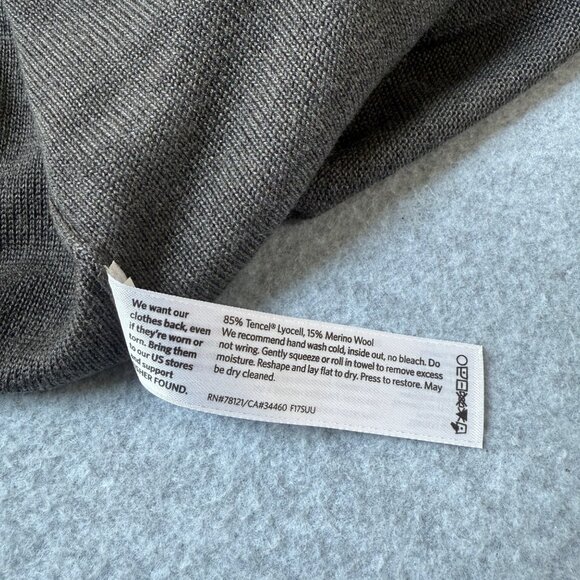 We want our
clothes back, even
if they're worn or
torn. Bring them
to our US stores
and support
SHER FOUND.
85% Tencel® Lyocell, 15% Merino Wool
We recommend hand wash cold, inside out, no bleach. Do
not wring. Gently squeeze or roll in towel to remove excess
moisture. Reshape and lay flat to dry. Press to restore. May
be dry cleaned.
RN#78121/CA#34460 F17SUU